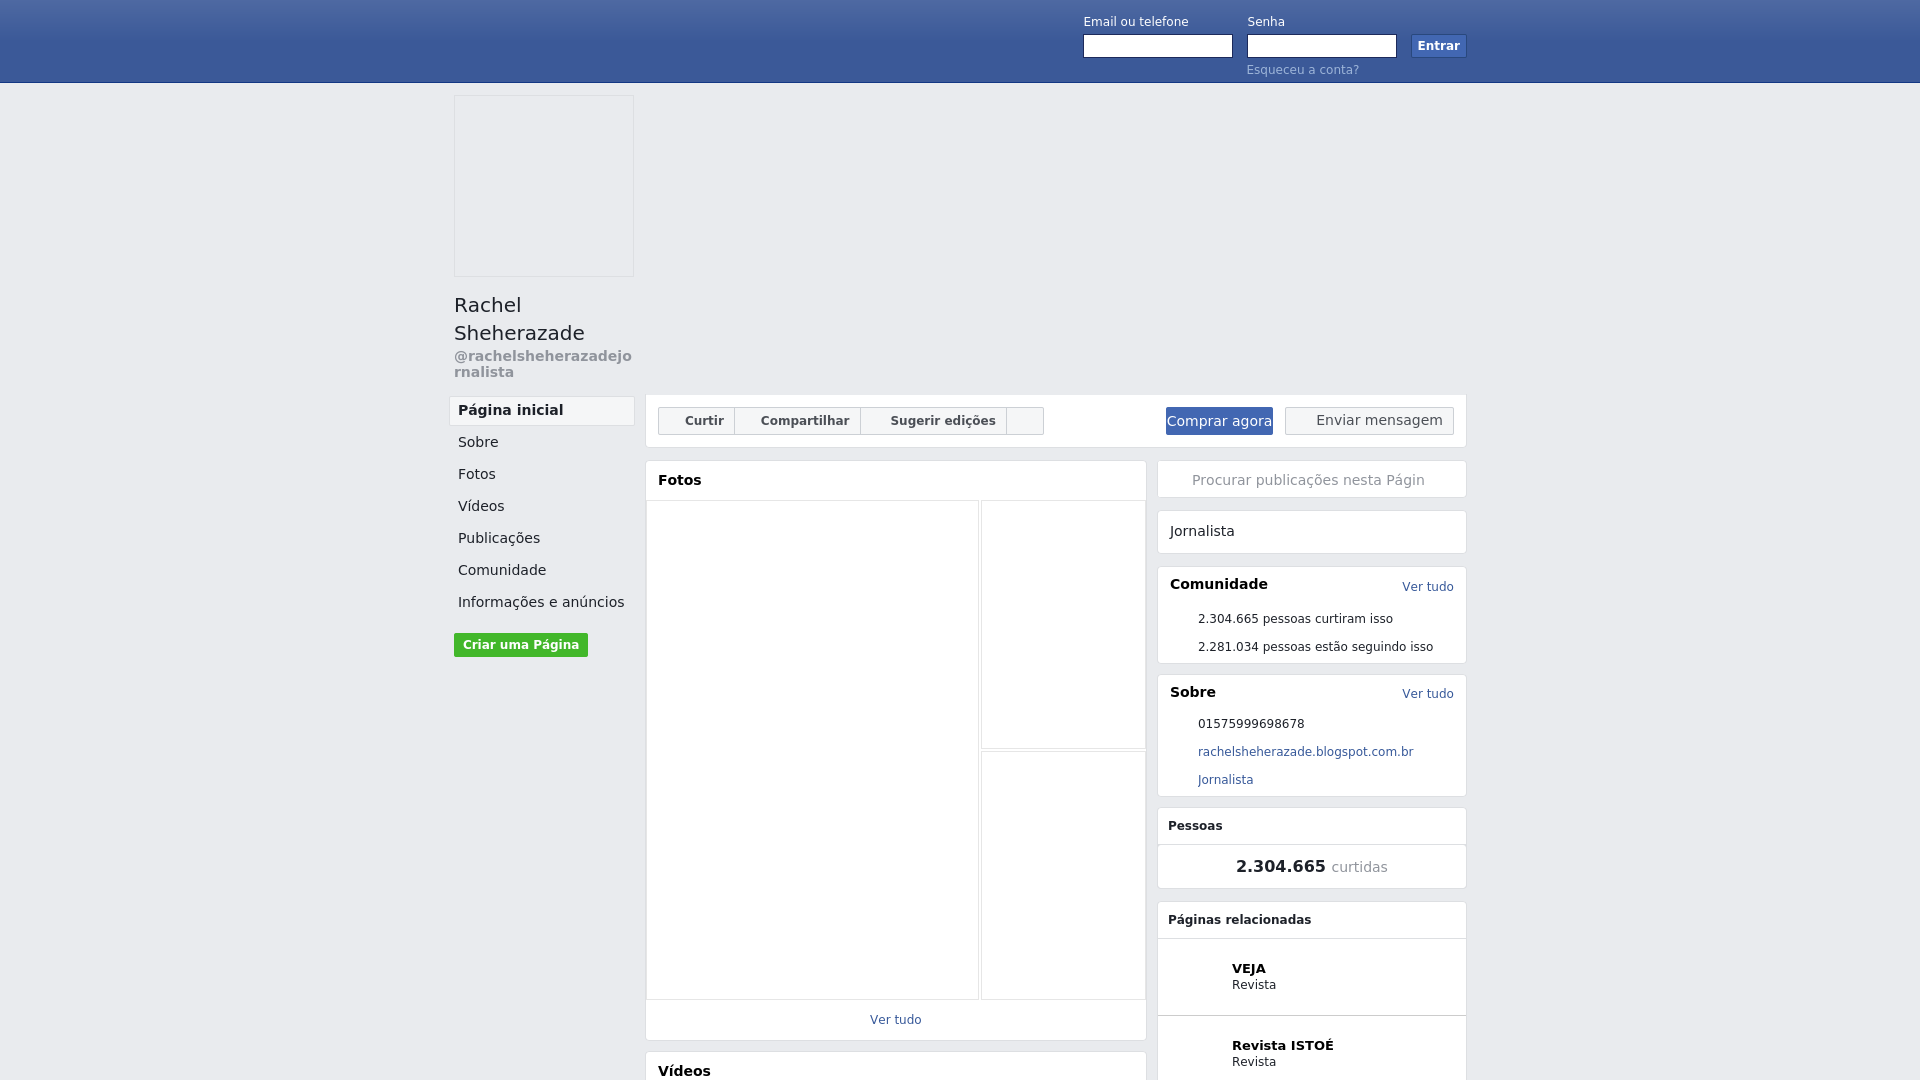 Email ou telefone
Senha
Entrar
Esqueceu a conta?
Rachel
Sheherazade
@rachelsheherazadejo
rnalista
Página inicial
Sobre
Fotos
Vídeos
Publicações
Comunidade
Informações e anúncios
Criar uma Página
Curtir
Compartilhar
Sugerir edições
Comprar agora
Enviar mensagem
Fotos
Ver tudo
Vídeos
Procurar publicações nesta Págin
Jornalista
Comunidade
Ver tudo
2.304.665 pessoas curtiram isso
2.281.034 pessoas estão seguindo isso
Sobre
Ver tudo
01575999698678
rachelsheherazade.blogspot.com.br
Jornalista
Pessoas
2.304.665 curtidas
Páginas relacionadas
VEJA
Revista
Revista ISTOÉ
Revista